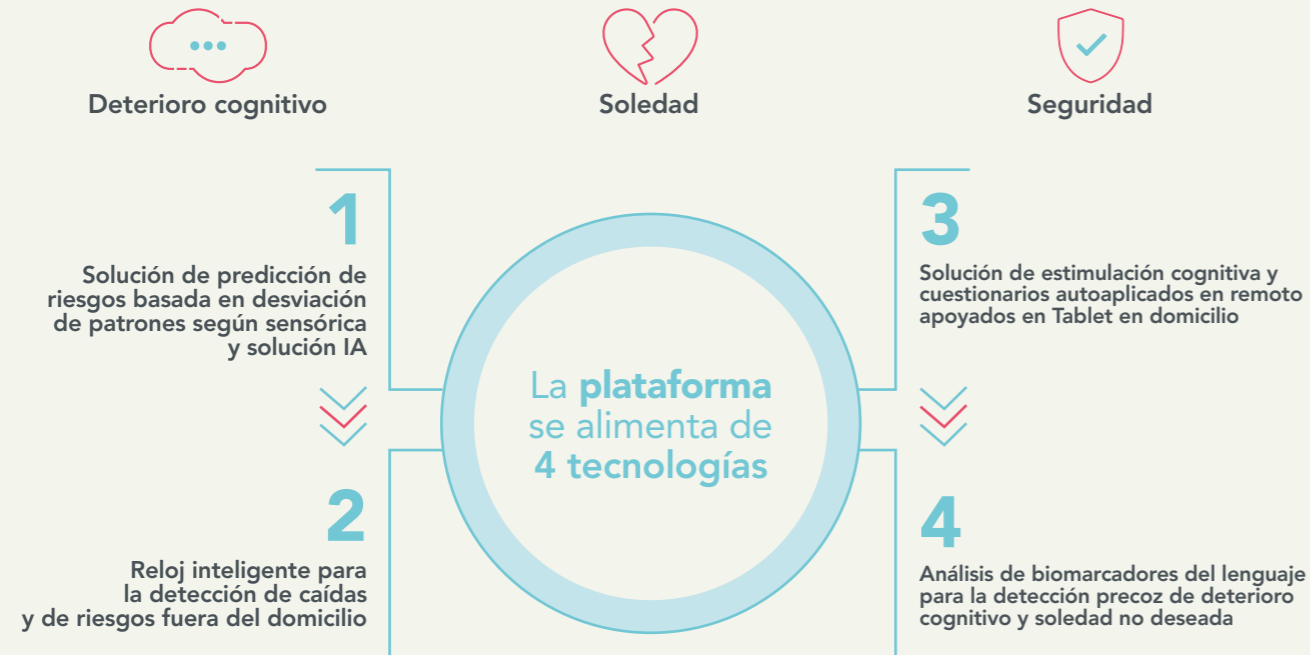 Deterioro cognitivo
Soledad
Seguridad
1
Solución de predicción de
riesgos basada en desviación
de patrones según sensórica
y solución IA
2
Reloj inteligente para
la detección de caídas
y de riesgos fuera del domicilio
La plataforma
se alimenta de
4 tecnologías
3
Solución de estimulación cognitiva y
cuestionarios autoaplicados en remoto
apoyados en Tablet en domicilio
4
Análisis de biomarcadores del lenguaje
para la detección precoz de deterioro
cognitivo y soledad no deseada